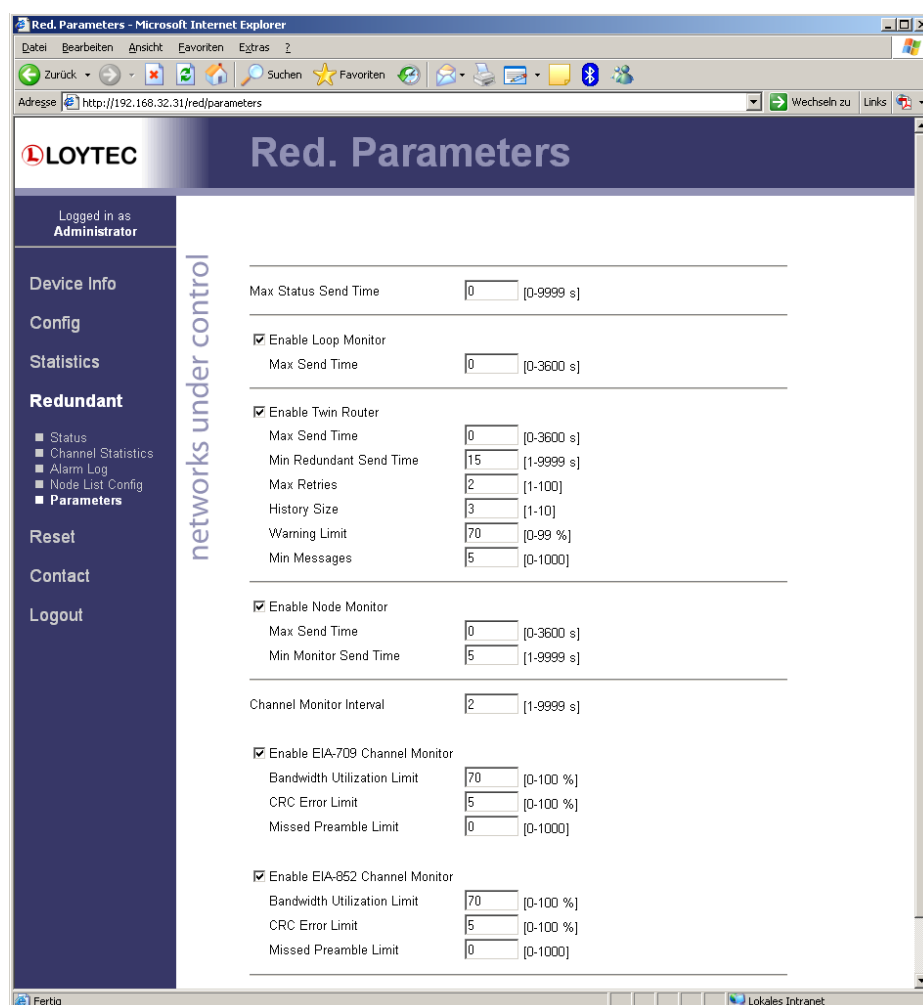 Red. Parameters - Microsoft Internet Explorer
Datei Bearbeiten Ansicht Favoriten Extras ?
Zurück Suchen Favoriten
Adresse http://192.168.32.31/red/parameters Wechseln zu Links
LOYTEC Red. Parameters
Logged in as
Administrator
networks under control
Device Info
Config
Statistics
Redundant
Status
Channel Statistics
Alarm Log
Node List Config
Parameters
Reset
Contact
Logout
Max Status Send Time 0 [0-9999 s]
Enable Loop Monitor
Max Send Time 0 [0-3600 s]
Enable Twin Router
Max Send Time 0 [0-3600 s]
Min Redundant Send Time 15 [1-9999 s]
Max Retries 2 [1-100]
History Size 3 [1-10]
Warning Limit 70 [0-99 %]
Min Messages 5 [0-1000]
Enable Node Monitor
Max Send Time 0 [0-3600 s]
Min Monitor Send Time 5 [1-9999 s]
Channel Monitor Interval 2 [1-9999 s]
Enable EIA-709 Channel Monitor
Bandwidth Utilization Limit 70 [0-100 %]
CRC Error Limit 5 [0-100 %]
Missed Preamble Limit 0 [0-1000]
Enable EIA-852 Channel Monitor
Bandwidth Utilization Limit 70 [0-100 %]
CRC Error Limit 5 [0-100 %]
Missed Preamble Limit 0 [0-1000]
Fertig Lokales Intranet